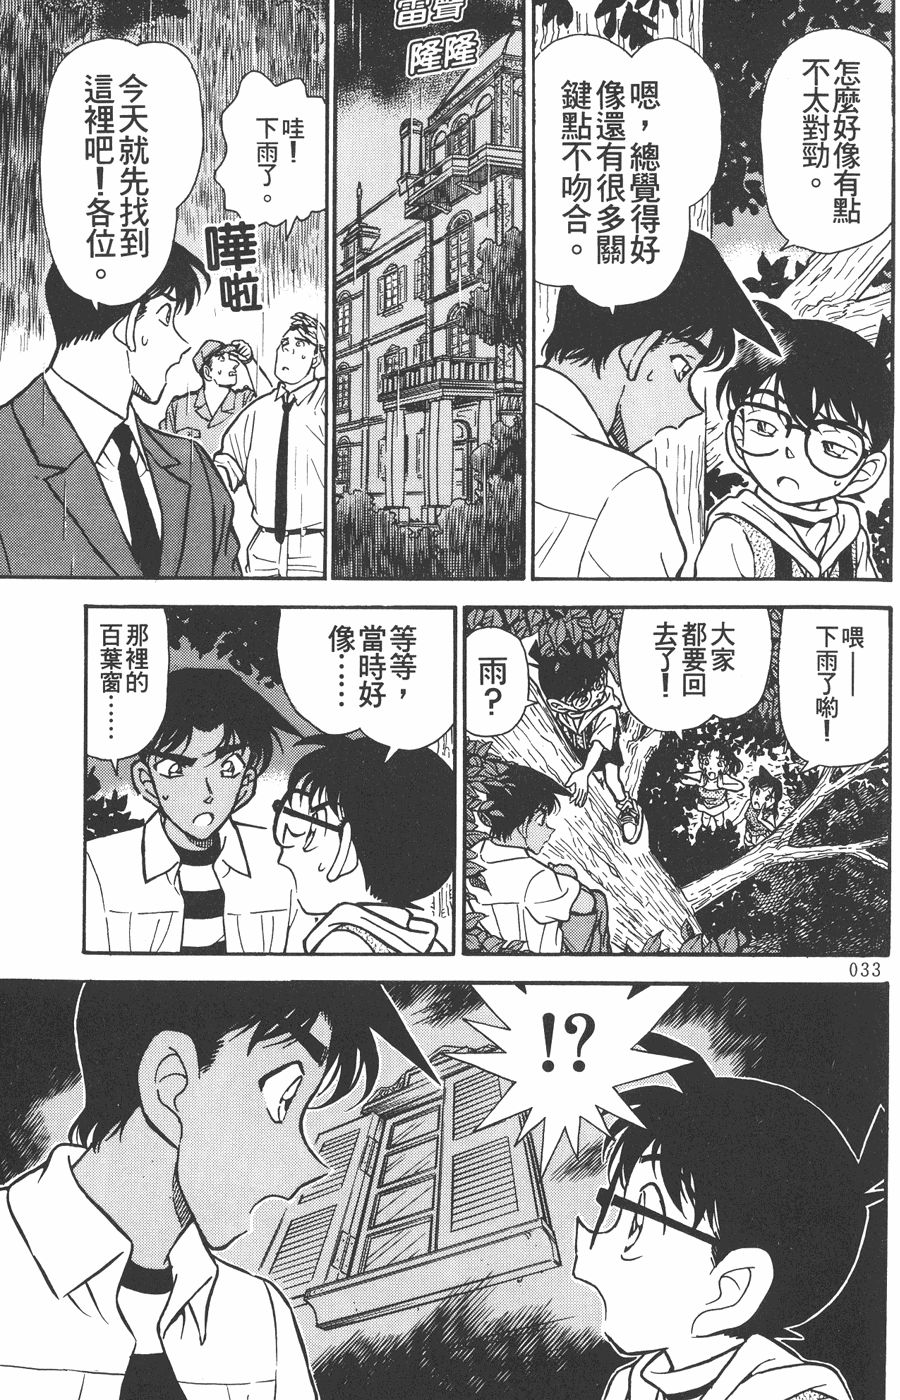 怎麼好像有點
不太對勁。
嗯，總覺得好
像還有很多關
鍵點不吻合。
雷聲
隆隆
哇！
下雨了。
嘩
啦
今天就先找到
這裡吧！各位。
喂——
下雨了喲！
大家
都要回
去了！
雨？
等等，
當時好
像……
那裡的
百葉窗……
033
！？